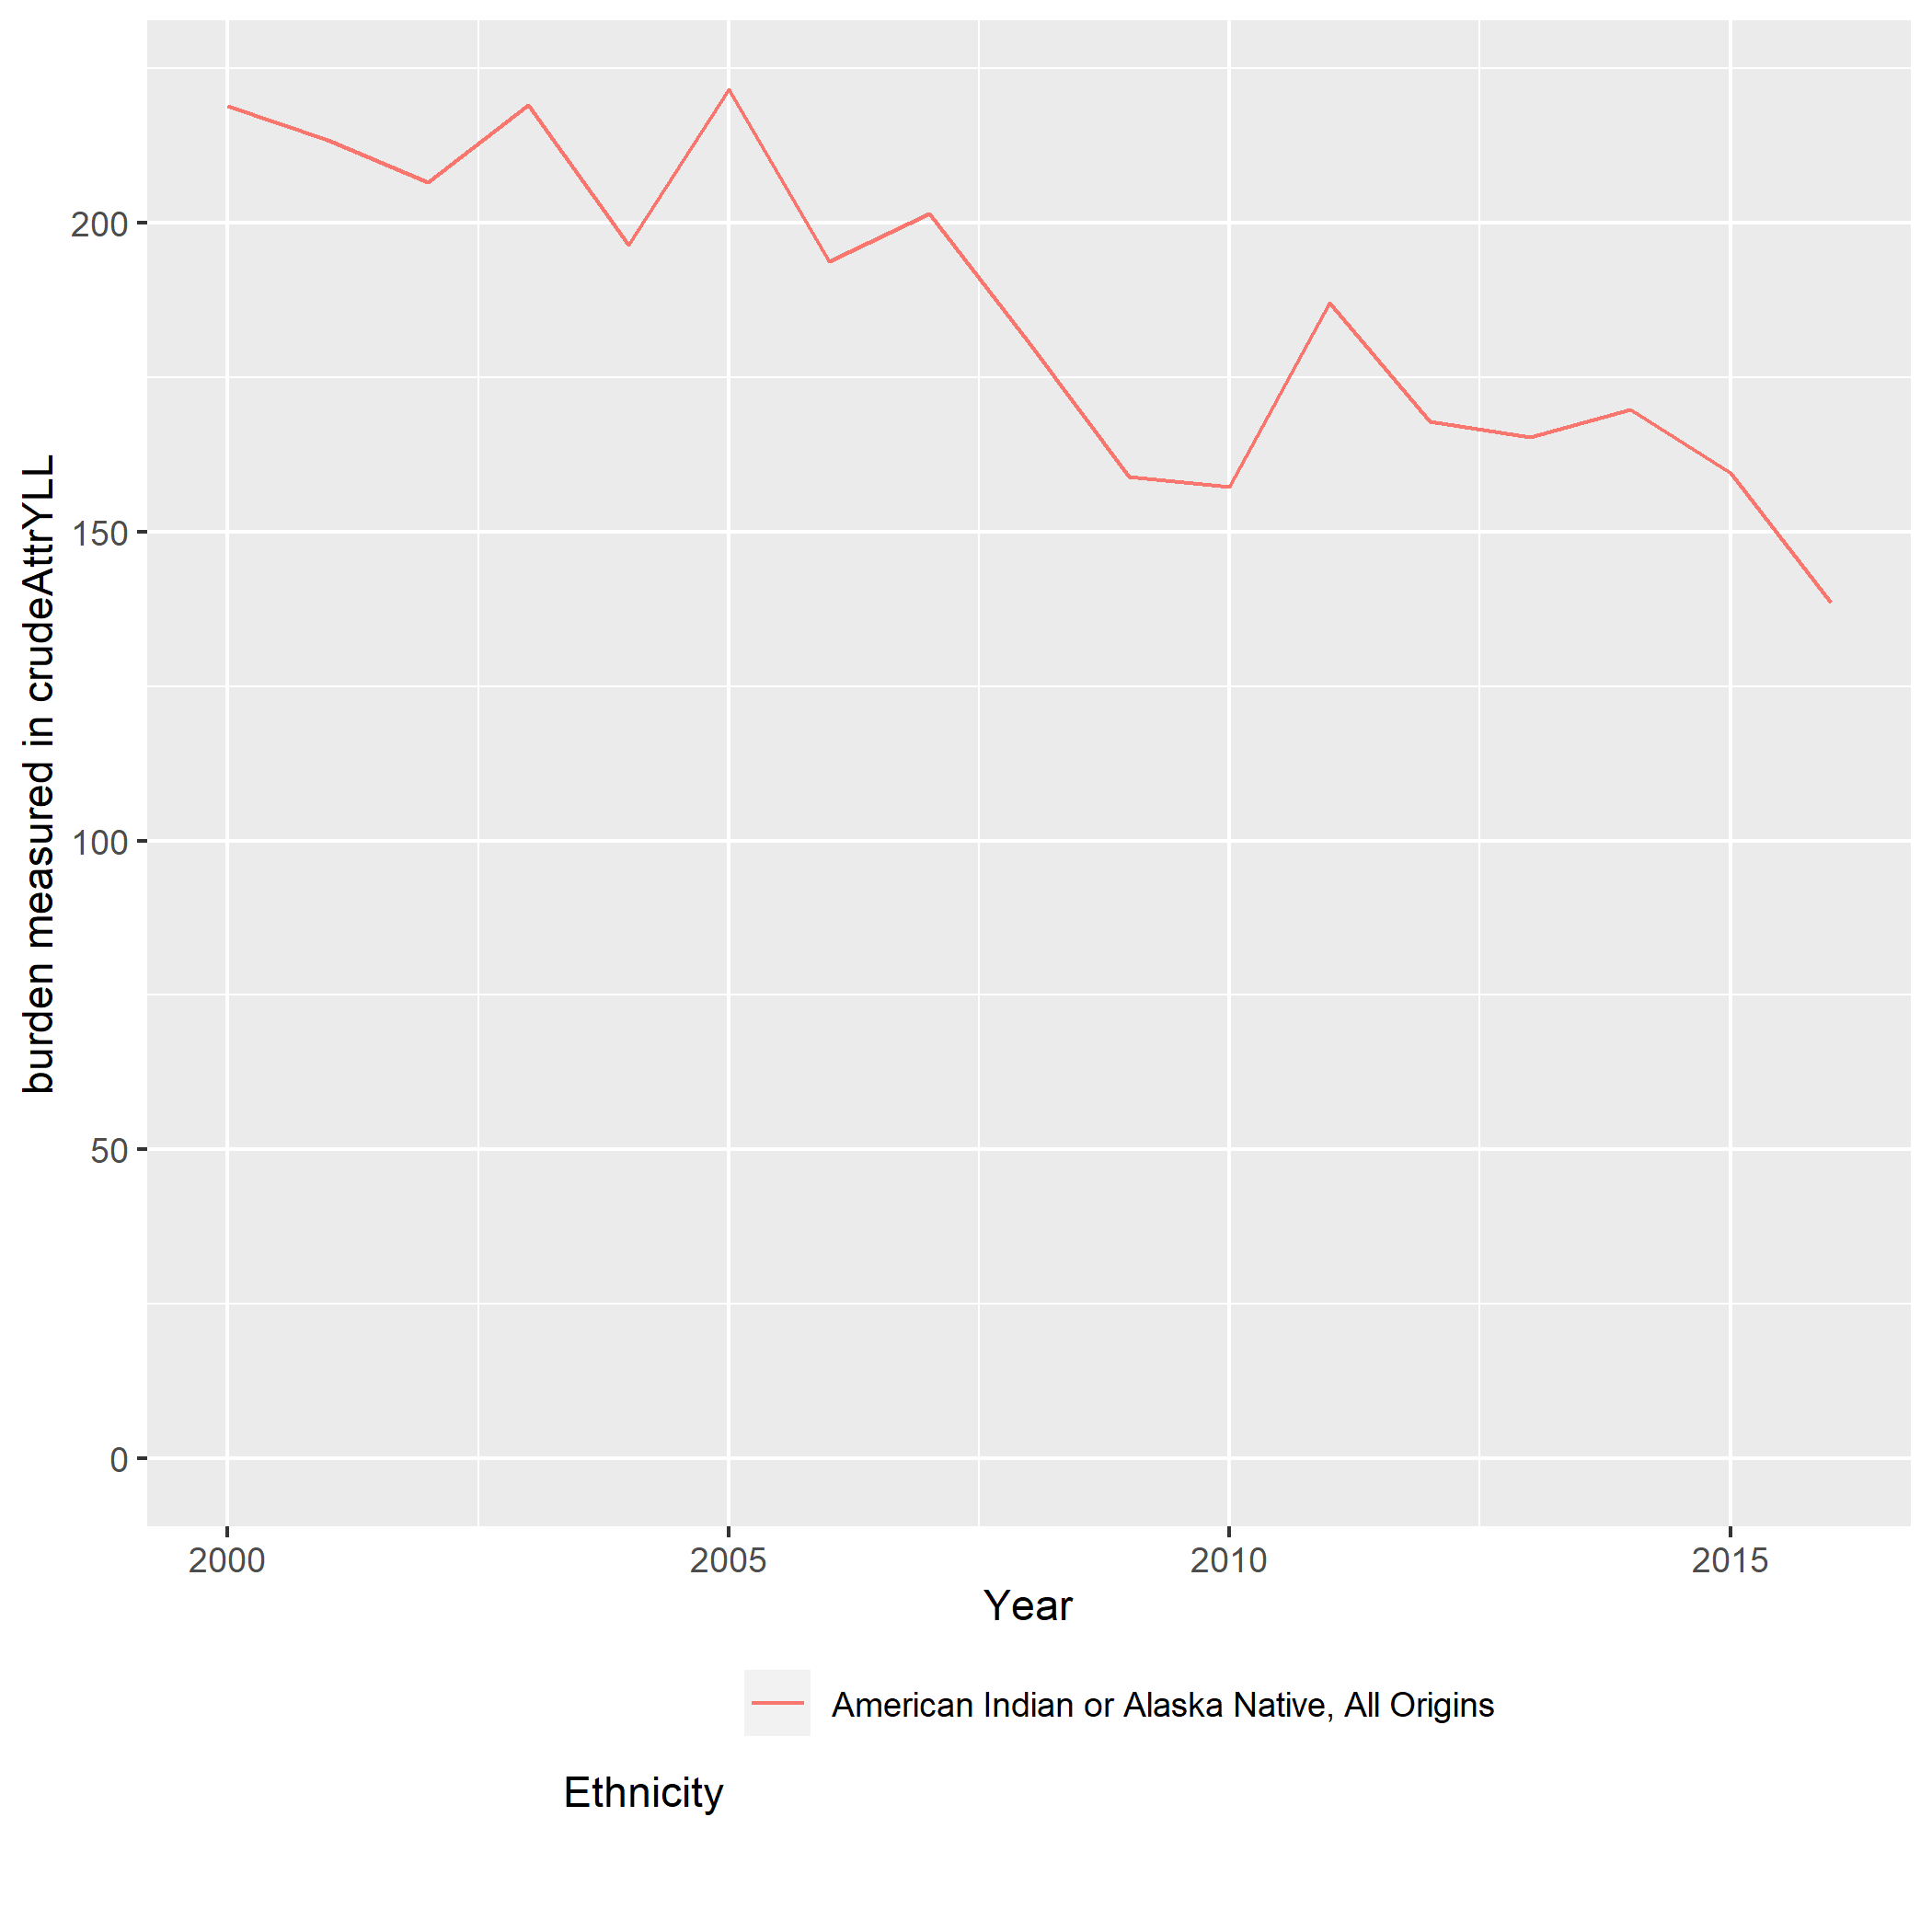 burden measured in crudeAttrYLL
200
150
100
50
0
2000 2005 2010 2015
Year
American Indian or Alaska Native, All Origins
Ethnicity